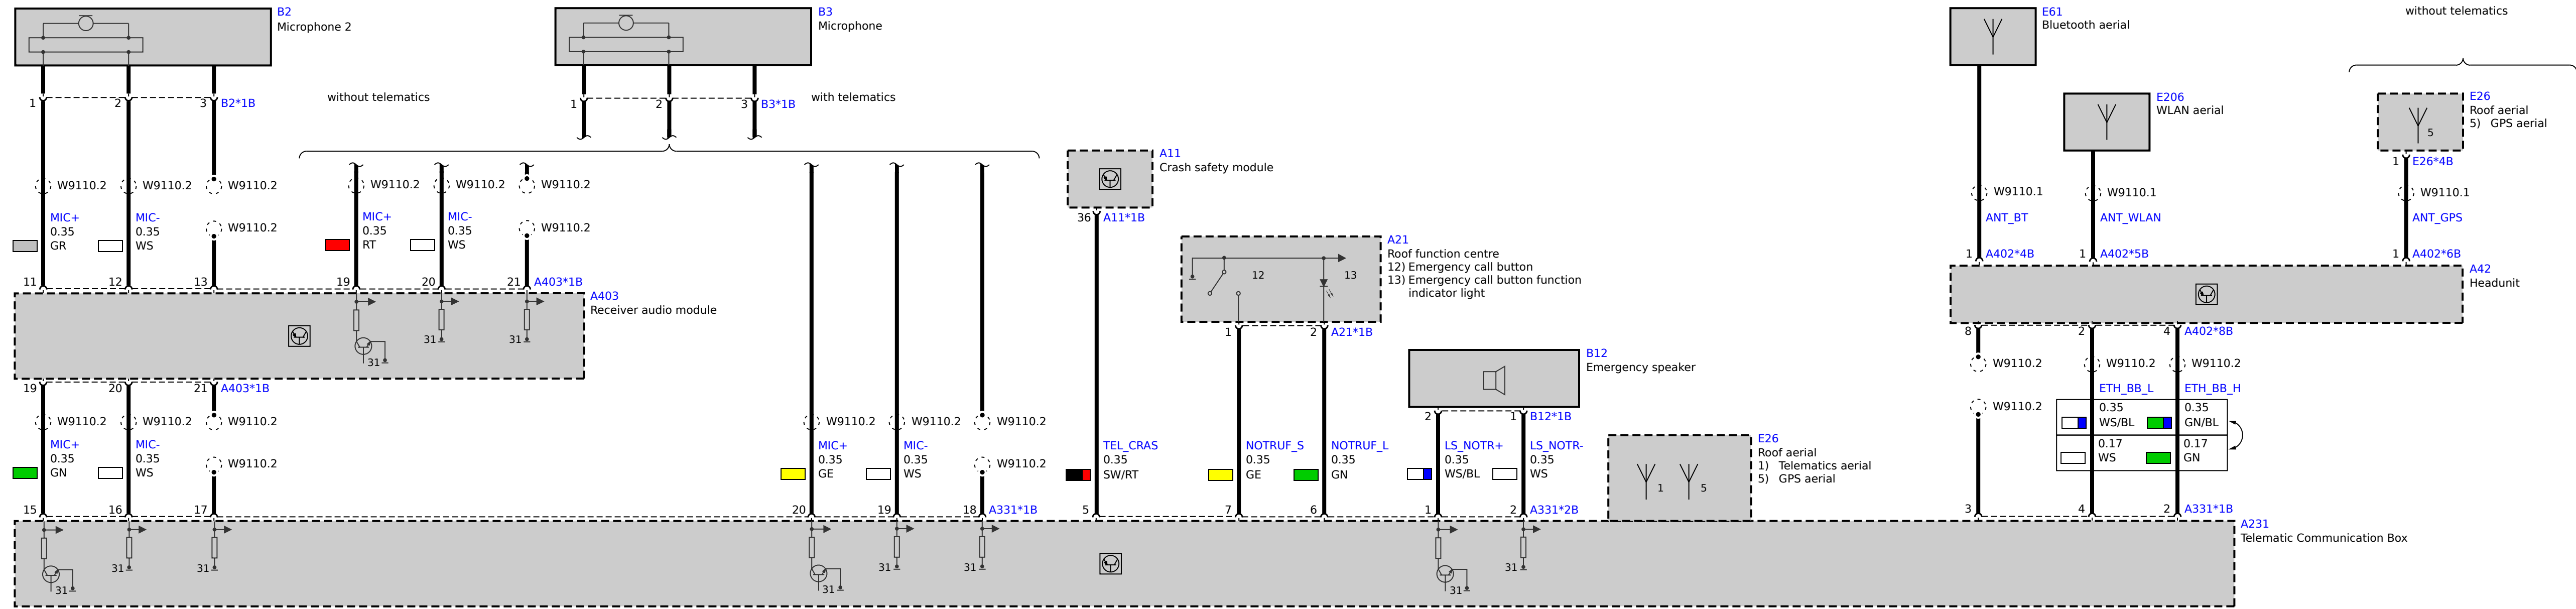 B2
Microphone 2
B3
Microphone
E61
Bluetooth aerial
without telematics
1 2 3 B2*1B
without telematics
1 2 3 B3*1B
with telematics
E206
WLAN aerial
E26
Roof aerial
5) GPS aerial
5
A11
Crash safety module
1 E26*4B
W9110.2 W9110.2 W9110.2 W9110.2 W9110.2 W9110.2
W9110.1 W9110.1 W9110.1
MIC+ MIC- MIC+ MIC-
0.35 0.35 0.35 0.35
GR WS RT WS
W9110.2 W9110.2
36 A11*1B
ANT_BT ANT_WLAN ANT_GPS
A21
Roof function centre
12) Emergency call button
13) Emergency call button function
indicator light
12 13
1 A402*4B 1 A402*5B 1 A402*6B
A42
Headunit
11 12 13 19 20 21 A403*1B
A403
Receiver audio module
31 31 31
1 2 A21*1B
8 2 4 A402*8B
B12
Emergency speaker
W9110.2 W9110.2 W9110.2
19 20 21 A403*1B
ETH_BB_L ETH_BB_H
W9110.2
0.35 0.35
WS/BL GN/BL
0.17 0.17
WS GN
2 1 B12*1B
W9110.2 W9110.2 W9110.2 W9110.2 W9110.2 W9110.2
MIC+ MIC- MIC+ MIC- TEL_CRAS NOTRUF_S NOTRUF_L LS_NOTR+ LS_NOTR-
0.35 0.35 0.35 0.35 0.35 0.35 0.35 0.35 0.35
GN WS GE WS SW/RT GE GN WS/BL WS
W9110.2 W9110.2
E26
Roof aerial
1) Telematics aerial
5) GPS aerial
1 5
15 16 17 20 19 18 A331*1B 5 7 6 1 2 A331*2B 3 4 2 A331*1B
A231
Telematic Communication Box
31 31 31 31 31 31 31 31